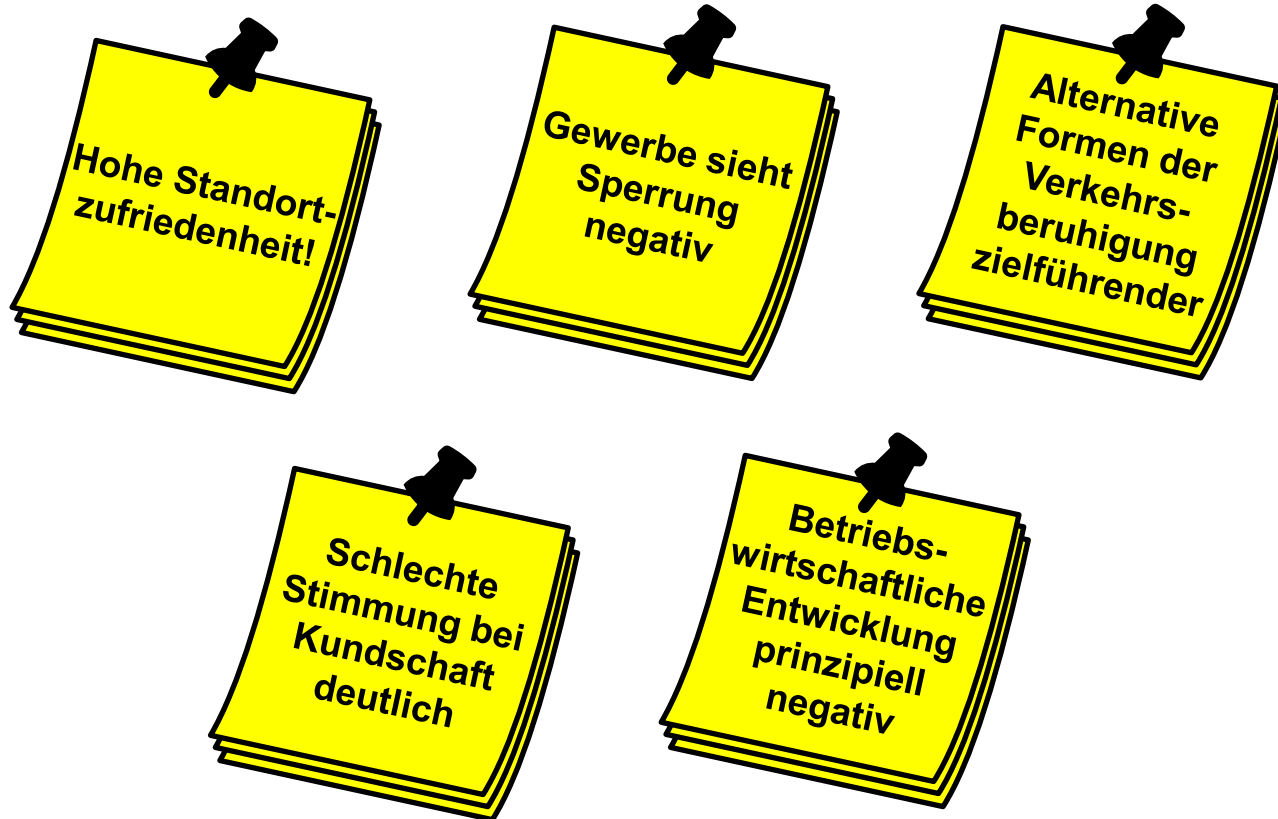 Hohe Standort-
zufriedenheit!
Gewerbe sieht
Sperrung
negativ
Alternative
Formen der
Verkehrs-
beruhigung
zielführender
Schlechte
Stimmung bei
Kundschaft
deutlich
Betriebs-
wirtschaftliche
Entwicklung
prinzipiell
negativ